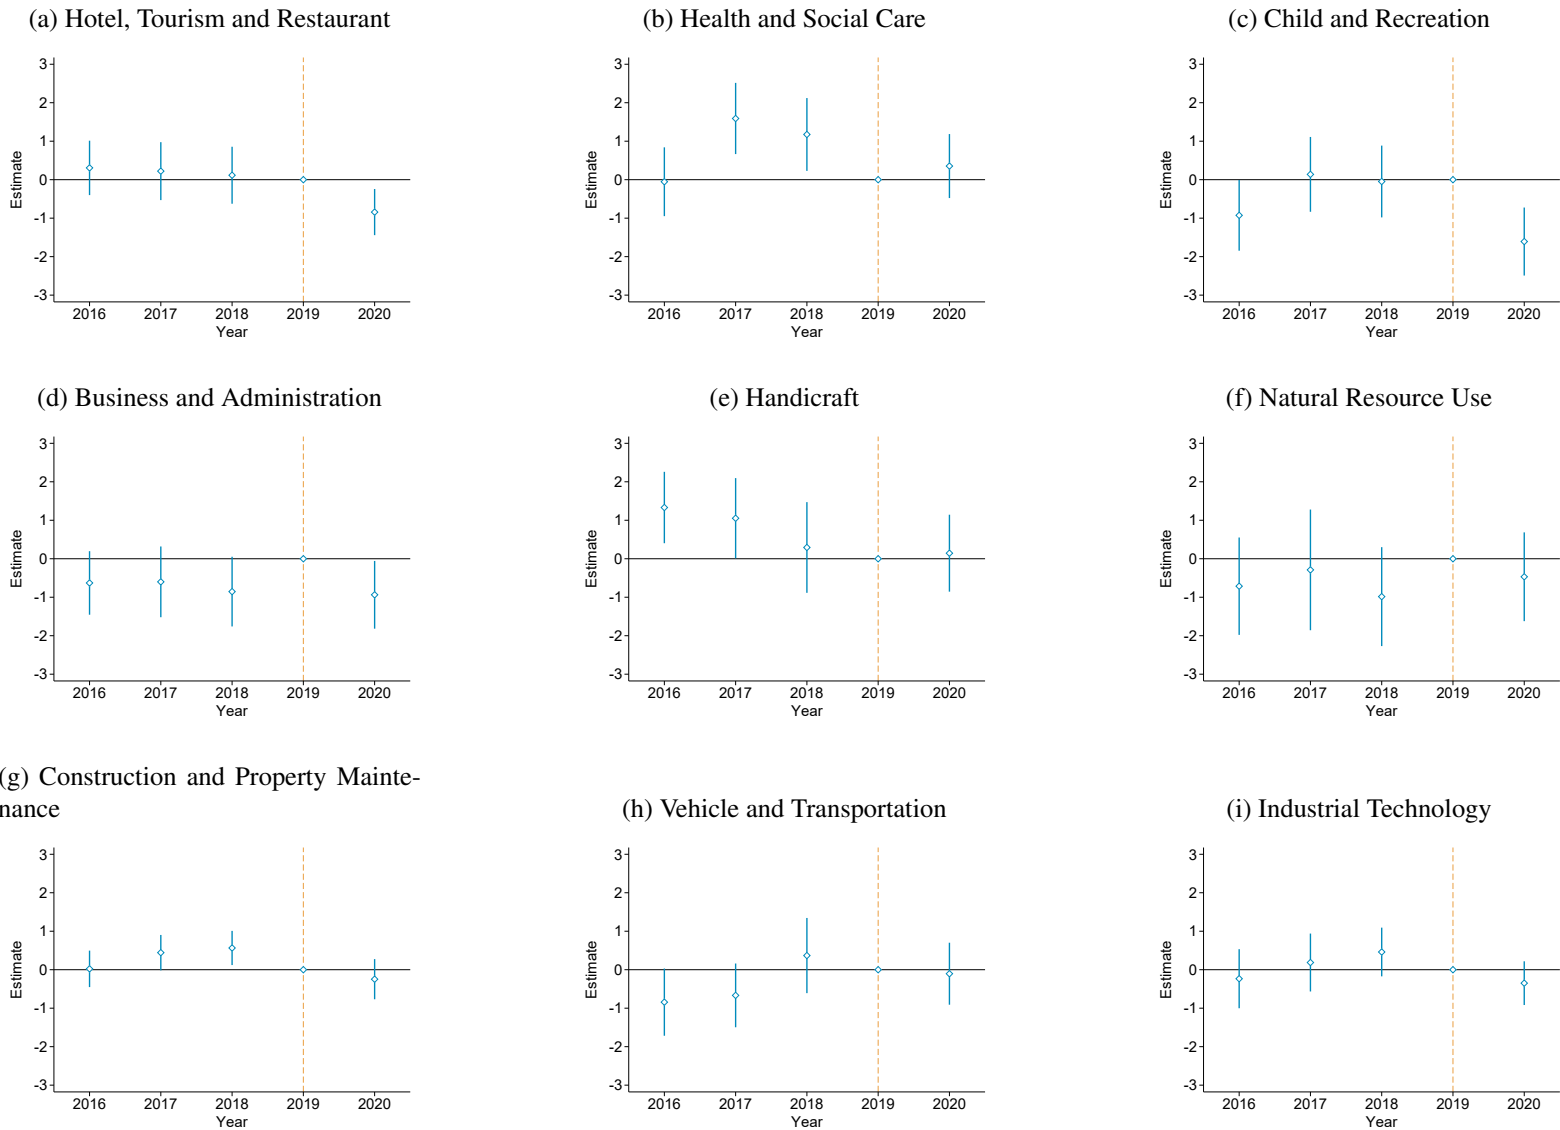 (a) Hotel, Tourism and Restaurant
3
2
1
0
-1
-2
-3
Estimate
2016 2017 2018 2019 2020
Year
(b) Health and Social Care
3
2
1
0
-1
-2
-3
Estimate
2016 2017 2018 2019 2020
Year
(c) Child and Recreation
3
2
1
0
-1
-2
-3
Estimate
2016 2017 2018 2019 2020
Year
(d) Business and Administration
3
2
1
0
-1
-2
-3
Estimate
2016 2017 2018 2019 2020
Year
(e) Handicraft
3
2
1
0
-1
-2
-3
Estimate
2016 2017 2018 2019 2020
Year
(f) Natural Resource Use
3
2
1
0
-1
-2
-3
Estimate
2016 2017 2018 2019 2020
Year
(g) Construction and Property Mainte-
nance
3
2
1
0
-1
-2
-3
Estimate
2016 2017 2018 2019 2020
Year
(h) Vehicle and Transportation
3
2
1
0
-1
-2
-3
Estimate
2016 2017 2018 2019 2020
Year
(i) Industrial Technology
3
2
1
0
-1
-2
-3
Estimate
2016 2017 2018 2019 2020
Year